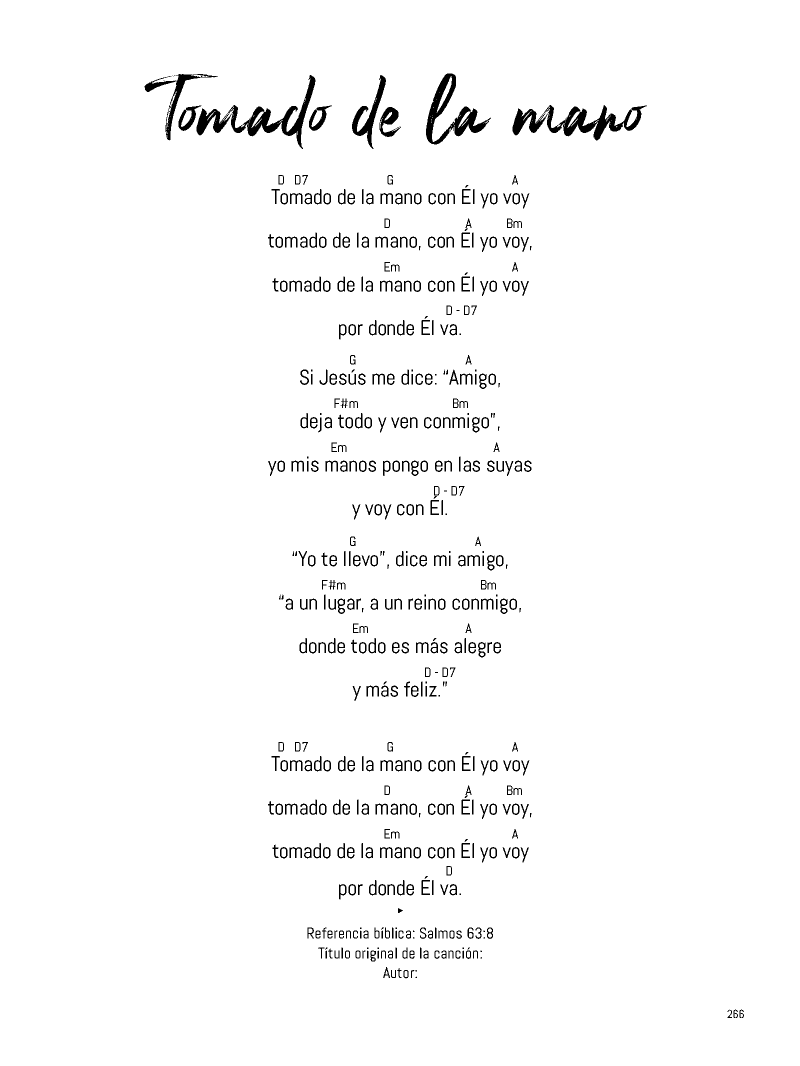 Tomado de la mano
D D7 G A
Tomado de la mano con Él yo voy
D A Bm
tomado de la mano, con Él yo voy,
Em A
tomado de la mano con Él yo voy
D - D7
por donde Él va.
G A
Si Jesús me dice: “Amigo,
F#m Bm
deja todo y ven conmigo”,
Em A
yo mis manos pongo en las suyas
D - D7
y voy con Él.
G A
“Yo te llevo”, dice mi amigo,
F#m Bm
“a un lugar, a un reino conmigo,
Em A
donde todo es más alegre
D - D7
y más feliz.”
D D7 G A
Tomado de la mano con Él yo voy
D A Bm
tomado de la mano, con Él yo voy,
Em A
tomado de la mano con Él yo voy
D
por donde Él va.
Referencia bíblica: Salmos 63:8
Título original de la canción:
Autor:
266